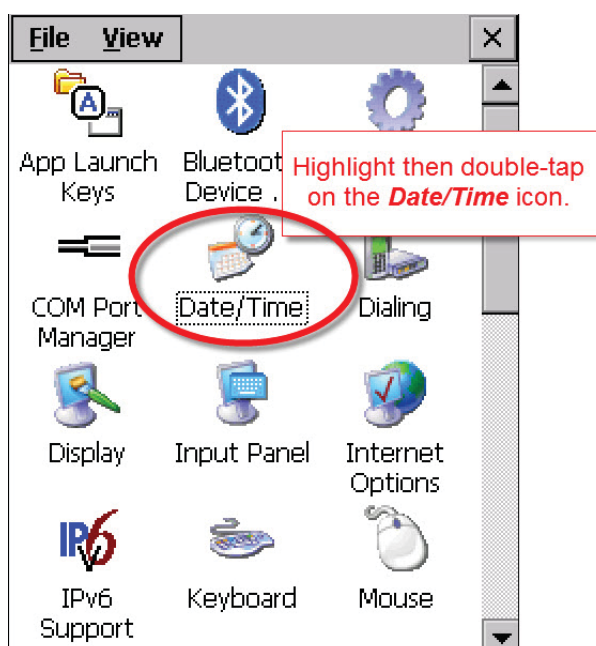 File View
App Launch
Keys
Bluetoot
Device .
Highlight then double-tap
on the Date/Time icon.
COM Port
Manager
Date/Time
Dialing
Display
Input Panel
Internet
Options
IPv6
IPv6
Support
Keyboard
Mouse